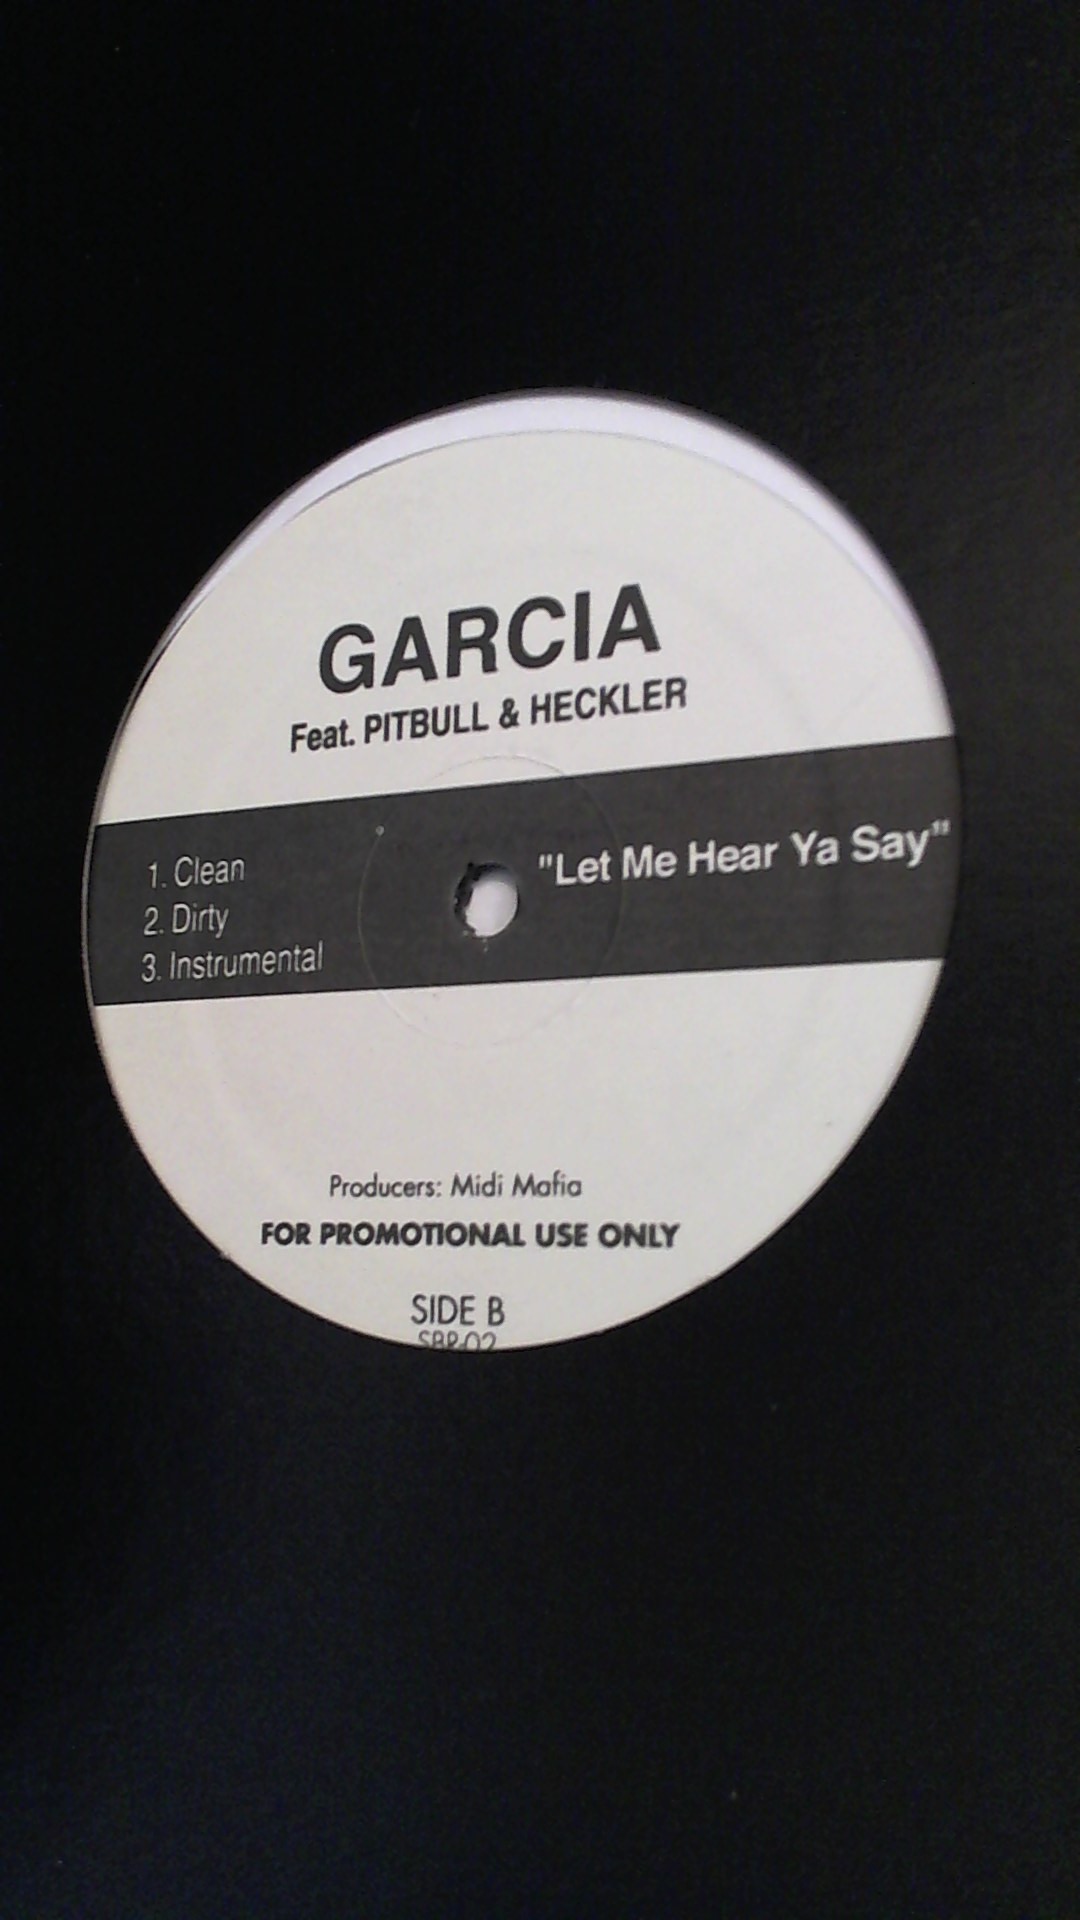 GARCIA
Feat. PITBULL & HECKLER
"Let Me Hear Ya Say"
1. Clean
2. Dirty
3. Instrumental
Producers: Midi Mafia
FOR PROMOTIONAL USE ONLY
SIDE B